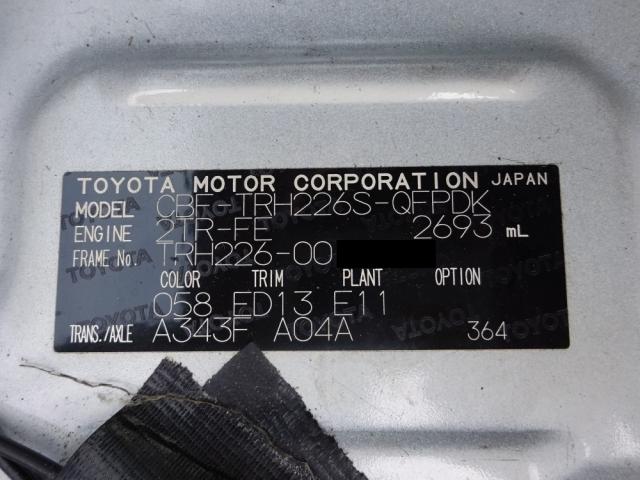 TOYOTA MOTOR CORPORATION JAPAN
MODEL CBF-TRH226S-QFPDK
ENGINE 2TR-FE 2693 mL
FRAME No. TRH226-00
COLOR TRIM PLANT OPTION
058 ED13 E11
TRANS./AXLE A343F A04A 364